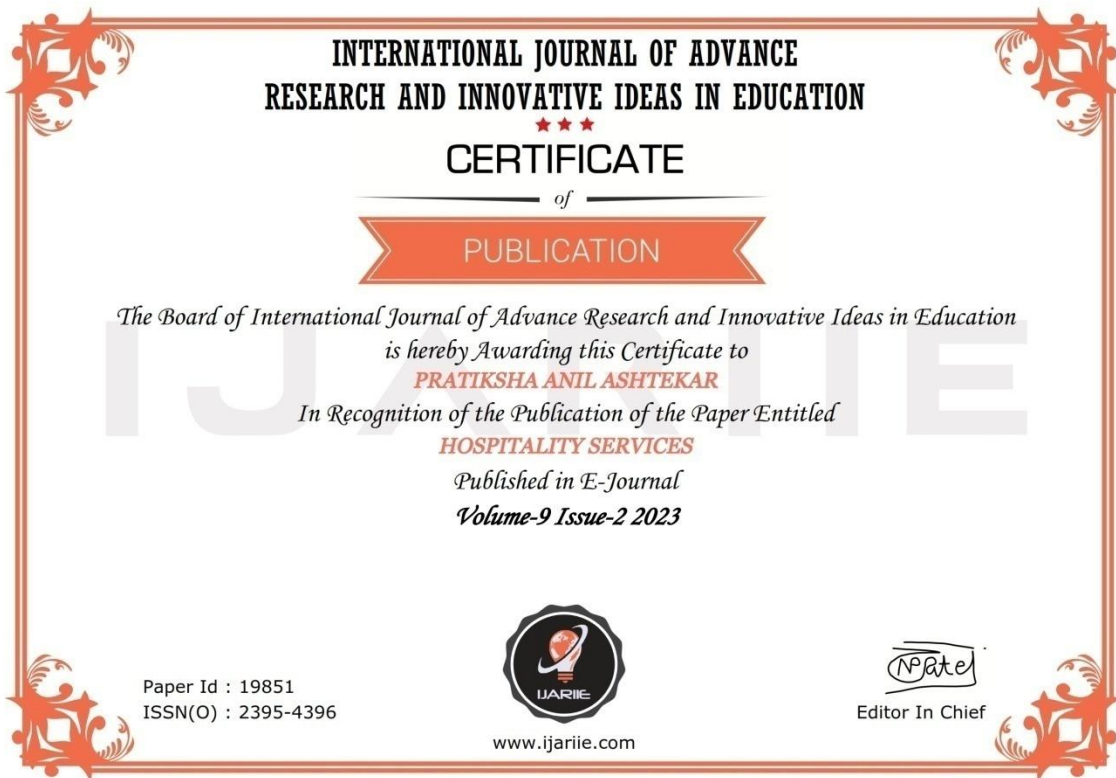 INTERNATIONAL JOURNAL OF ADVANCE
RESEARCH AND INNOVATIVE IDEAS IN EDUCATION
CERTIFICATE
of
PUBLICATION
IJARIIE
The Board of International Journal of Advance Research and Innovative Ideas in Education
is hereby Awarding this Certificate to
PRATIKSHA ANIL ASHTEKAR
In Recognition of the Publication of the Paper Entitled
HOSPITALITY SERVICES
Published in E-Journal
Volume-9 Issue-2 2023
Paper Id : 19851
ISSN(O) : 2395-4396
IJARIIE
www.ijariie.com
NPatel
Editor In Chief